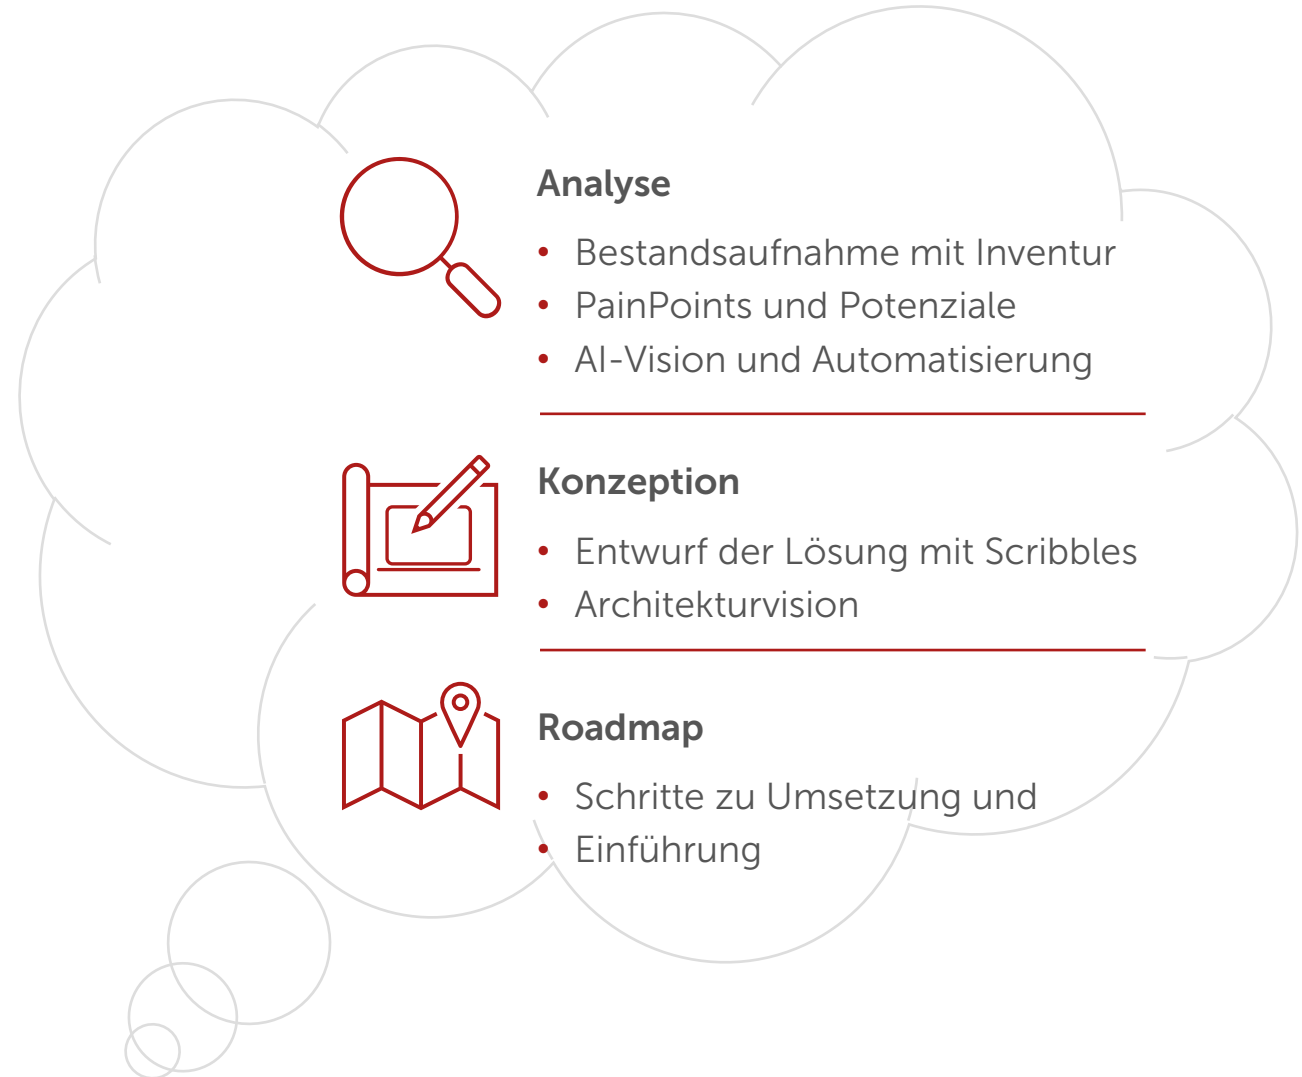 Analyse
• Bestandsaufnahme mit Inventur
• PainPoints und Potenziale
• AI-Vision und Automatisierung
Konzeption
• Entwurf der Lösung mit Scribbles
• Architekturvision
Roadmap
• Schritte zu Umsetzung und
• Einführung